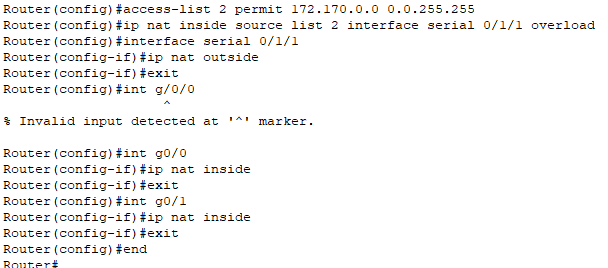 Router(config)#access-list 2 permit 172.170.0.0 0.0.255.255
Router(config)#ip nat inside source list 2 interface serial 0/1/1 overload
Router(config)#interface serial 0/1/1
Router(config-if)#ip nat outside
Router(config-if)#exit
Router(config)#int g/0/0
^
% Invalid input detected at '^' marker.
Router(config)#int g0/0
Router(config-if)#ip nat inside
Router(config-if)#exit
Router(config)#int g0/1
Router(config-if)#ip nat inside
Router(config-if)#exit
Router(config)#end
Router#